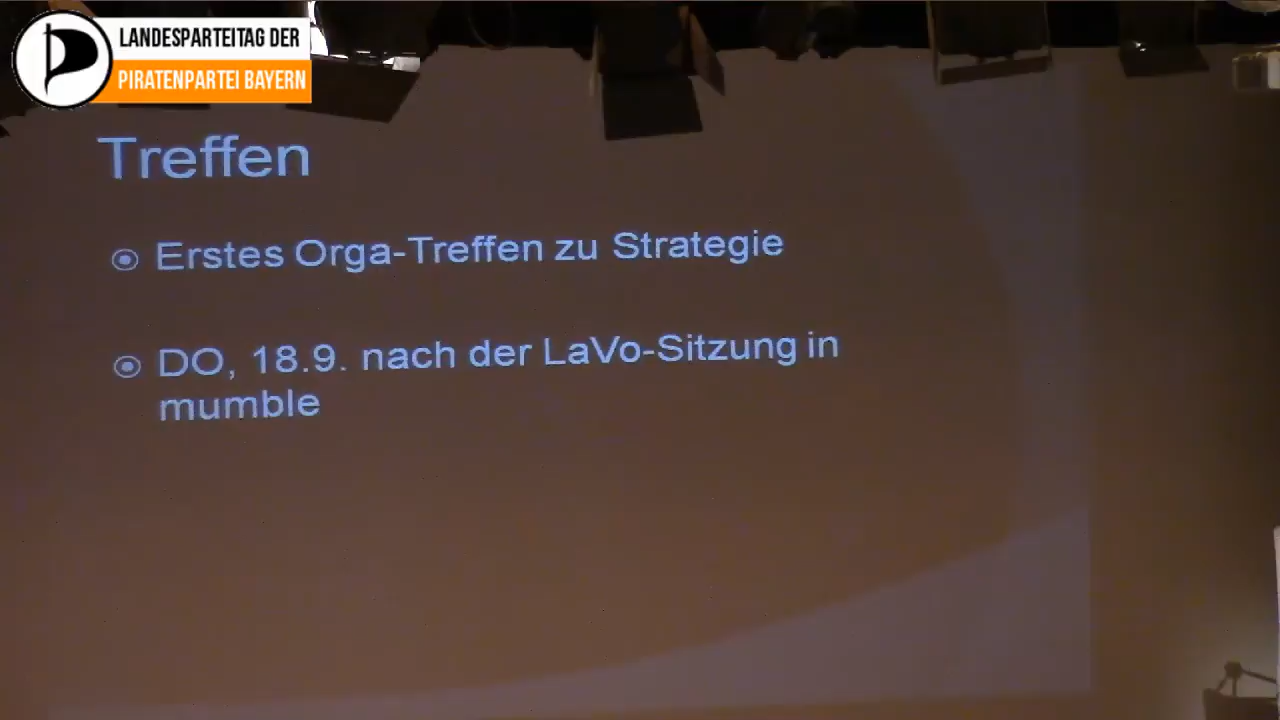 LANDESPARTEITAG DER
PIRATENPARTEI BAYERN
Treffen
Erstes Orga-Treffen zu Strategie
DO, 18.9. nach der LaVo-Sitzung in
mumble